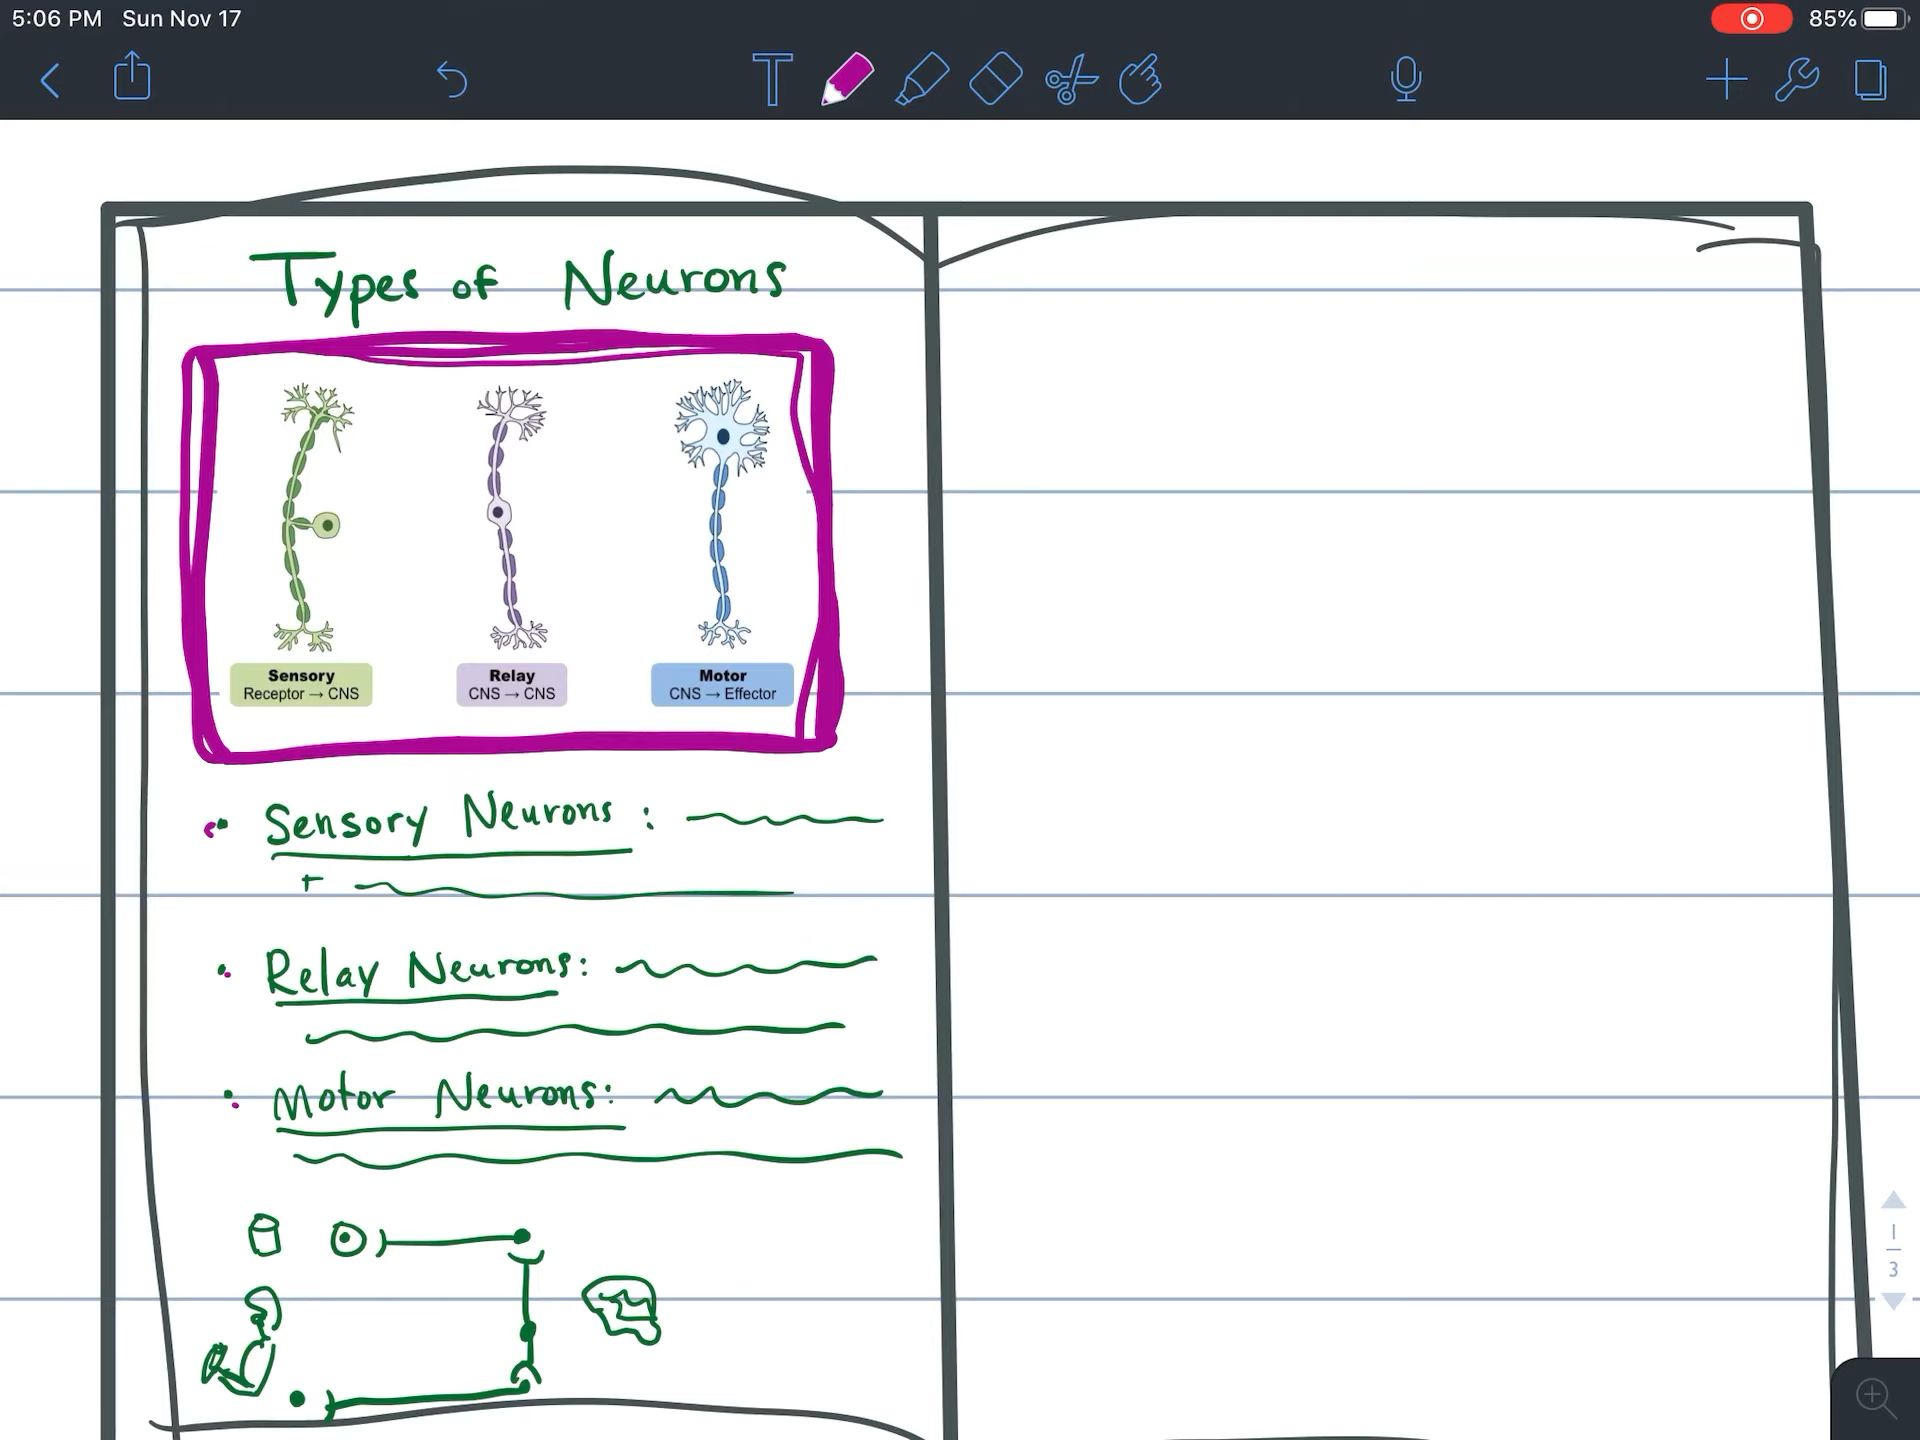 5:06 PM Sun Nov 17
85%
T
Types of Neurons
Sensory
Receptor → CNS
Relay
CNS → CNS
Motor
CNS → Effector
• Sensory Neurons :
+
• Relay Neurons:
• Motor Neurons:
1
3